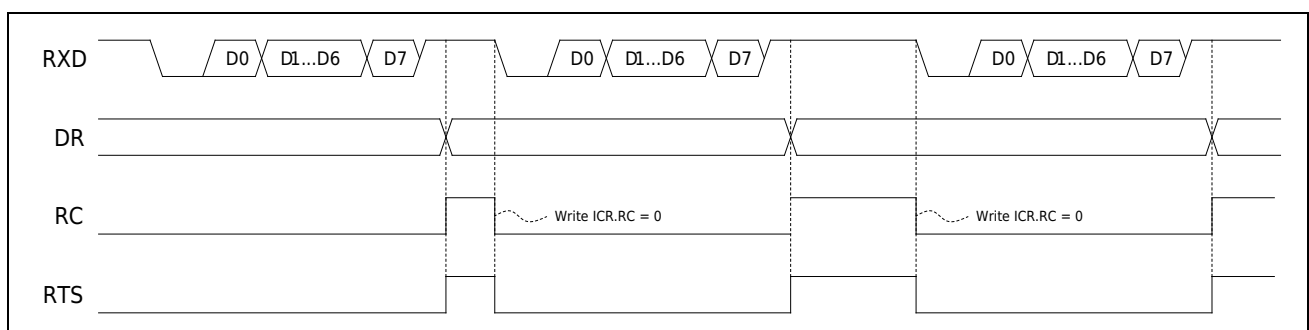 RXD D0 D1...D6 D7 D0 D1...D6 D7 D0 D1...D6 D7
DR
RC Write ICR.RC = 0 Write ICR.RC = 0
RTS